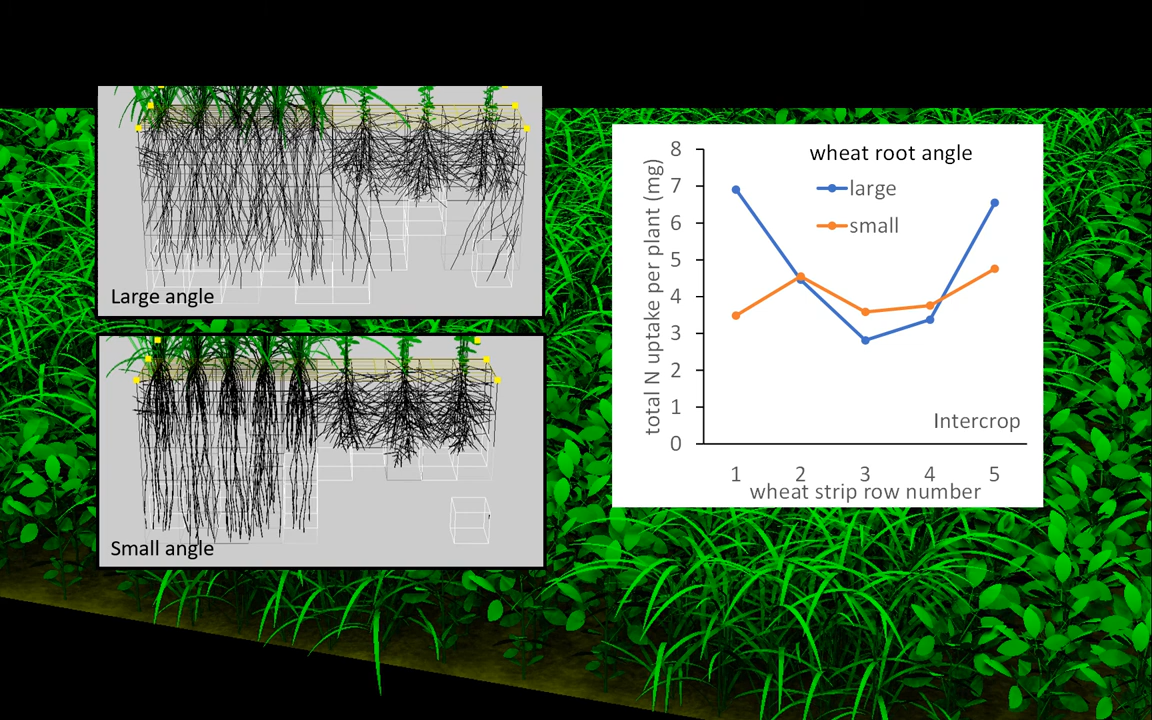 Large angle
Small angle
wheat root angle
large
small
total N uptake per plant (mg)
8
7
6
5
4
3
2
1
0
Intercrop
1 2 3 4 5
wheat strip row number